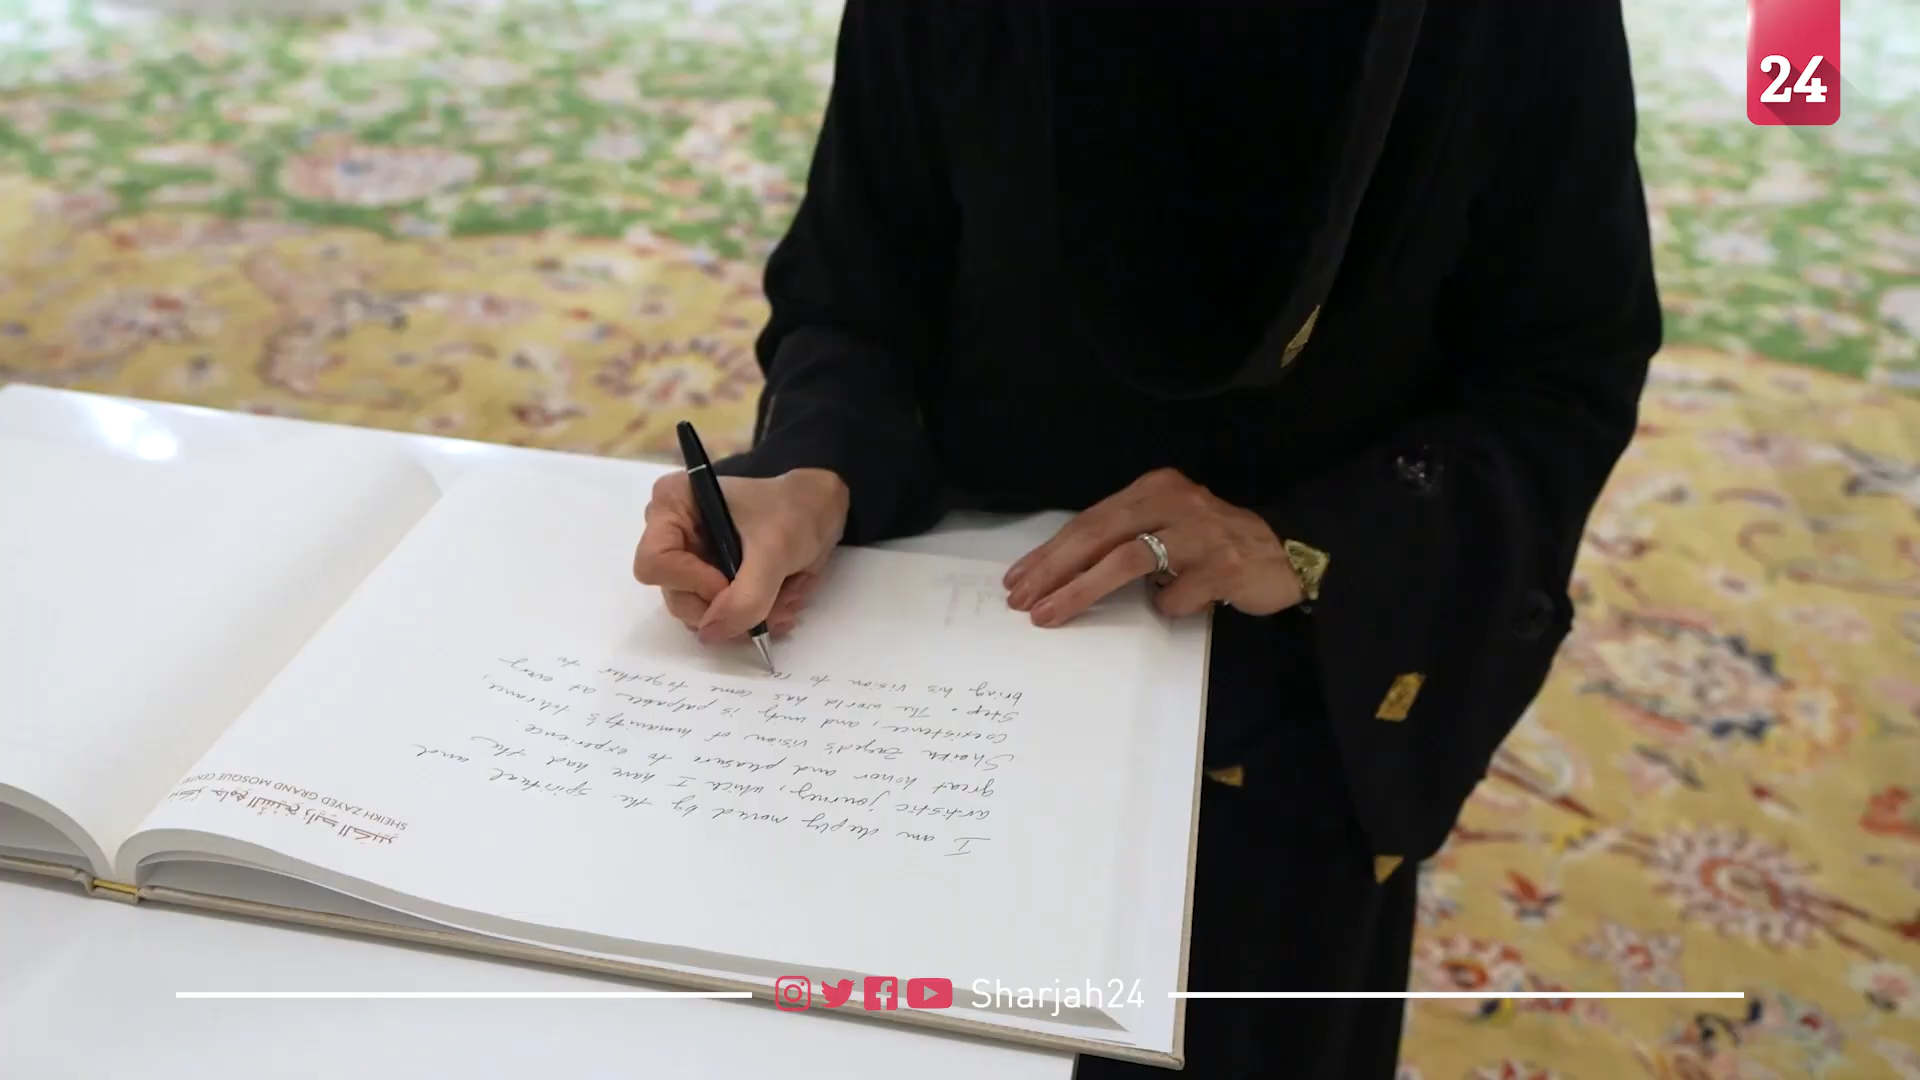 24
مركز جامع الشيخ زايد الكبير
SHEIKH ZAYED GRAND MOSQUE CENTRE
I am deeply moved by the spiritual and
artistic journey, which I have had the
great honor and pleasure to experience.
Sheikh Zayed's vision of humanity's tolerance,
Coexistence, and unity is palpable at every
Step. The world has come together to
bring his vision to
Sharjah24